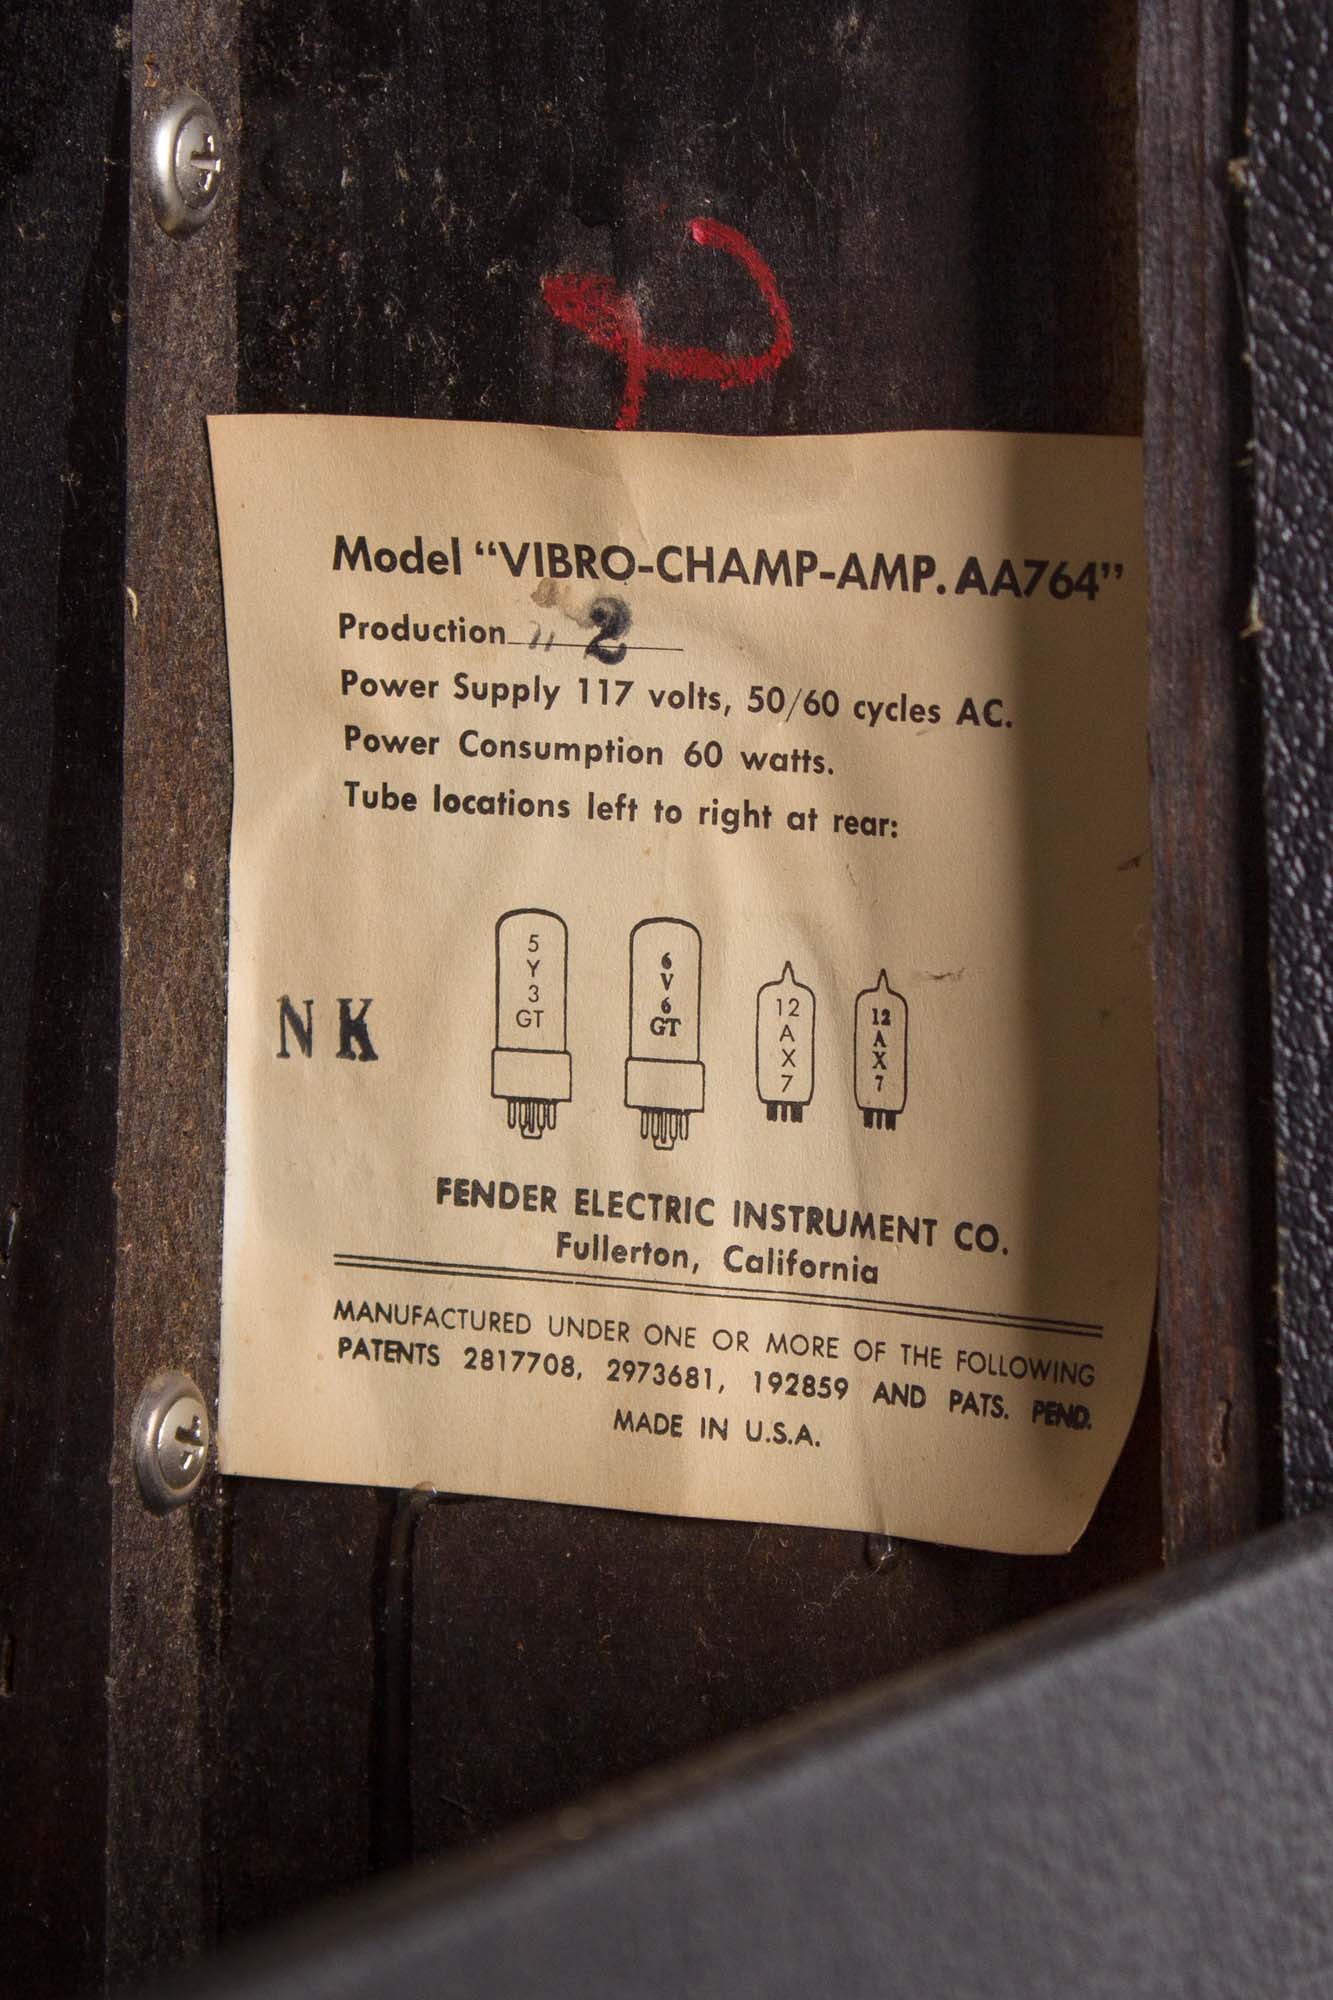 Model “VIBRO-CHAMP-AMP. AA764”
Production 2
Power Supply 117 volts, 50/60 cycles AC.
Power Consumption 60 watts.
Tube locations left to right at rear:
5
Y
3
GT
6
V
6
GT
12
A
X
7
12
A
X
7
NK
FENDER ELECTRIC INSTRUMENT CO.
Fullerton, California
MANUFACTURED UNDER ONE OR MORE OF THE FOLLOWING
PATENTS 2817708, 2973681, 192859 AND PATS. PEND.
MADE IN U.S.A.